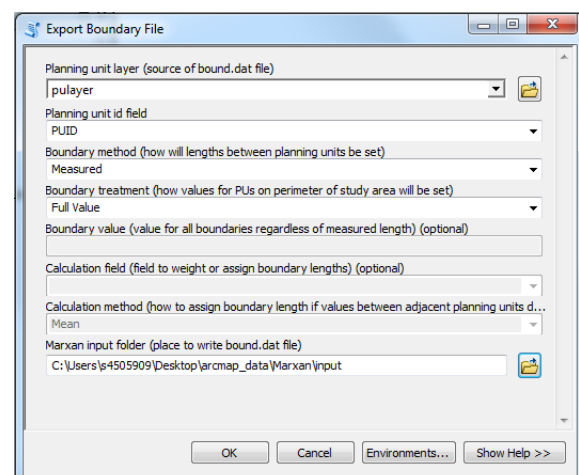 Export Boundary File
Planning unit layer (source of bound.dat file)
pulayer
Planning unit id field
PUID
Boundary method (how will lengths between planning units be set)
Measured
Boundary treatment (how values for PUs on perimeter of study area will be set)
Full Value
Boundary value (value for all boundaries regardless of measured length) (optional)
Calculation field (field to weight or assign boundary lengths) (optional)
Calculation method (how to assign boundary length if values between adjacent planning units d...
Mean
Marxan input folder (place to write bound.dat file)
C:\Users\s4505909\Desktop\arcmap_data\Marxan\input
OK Cancel Environments... Show Help >>